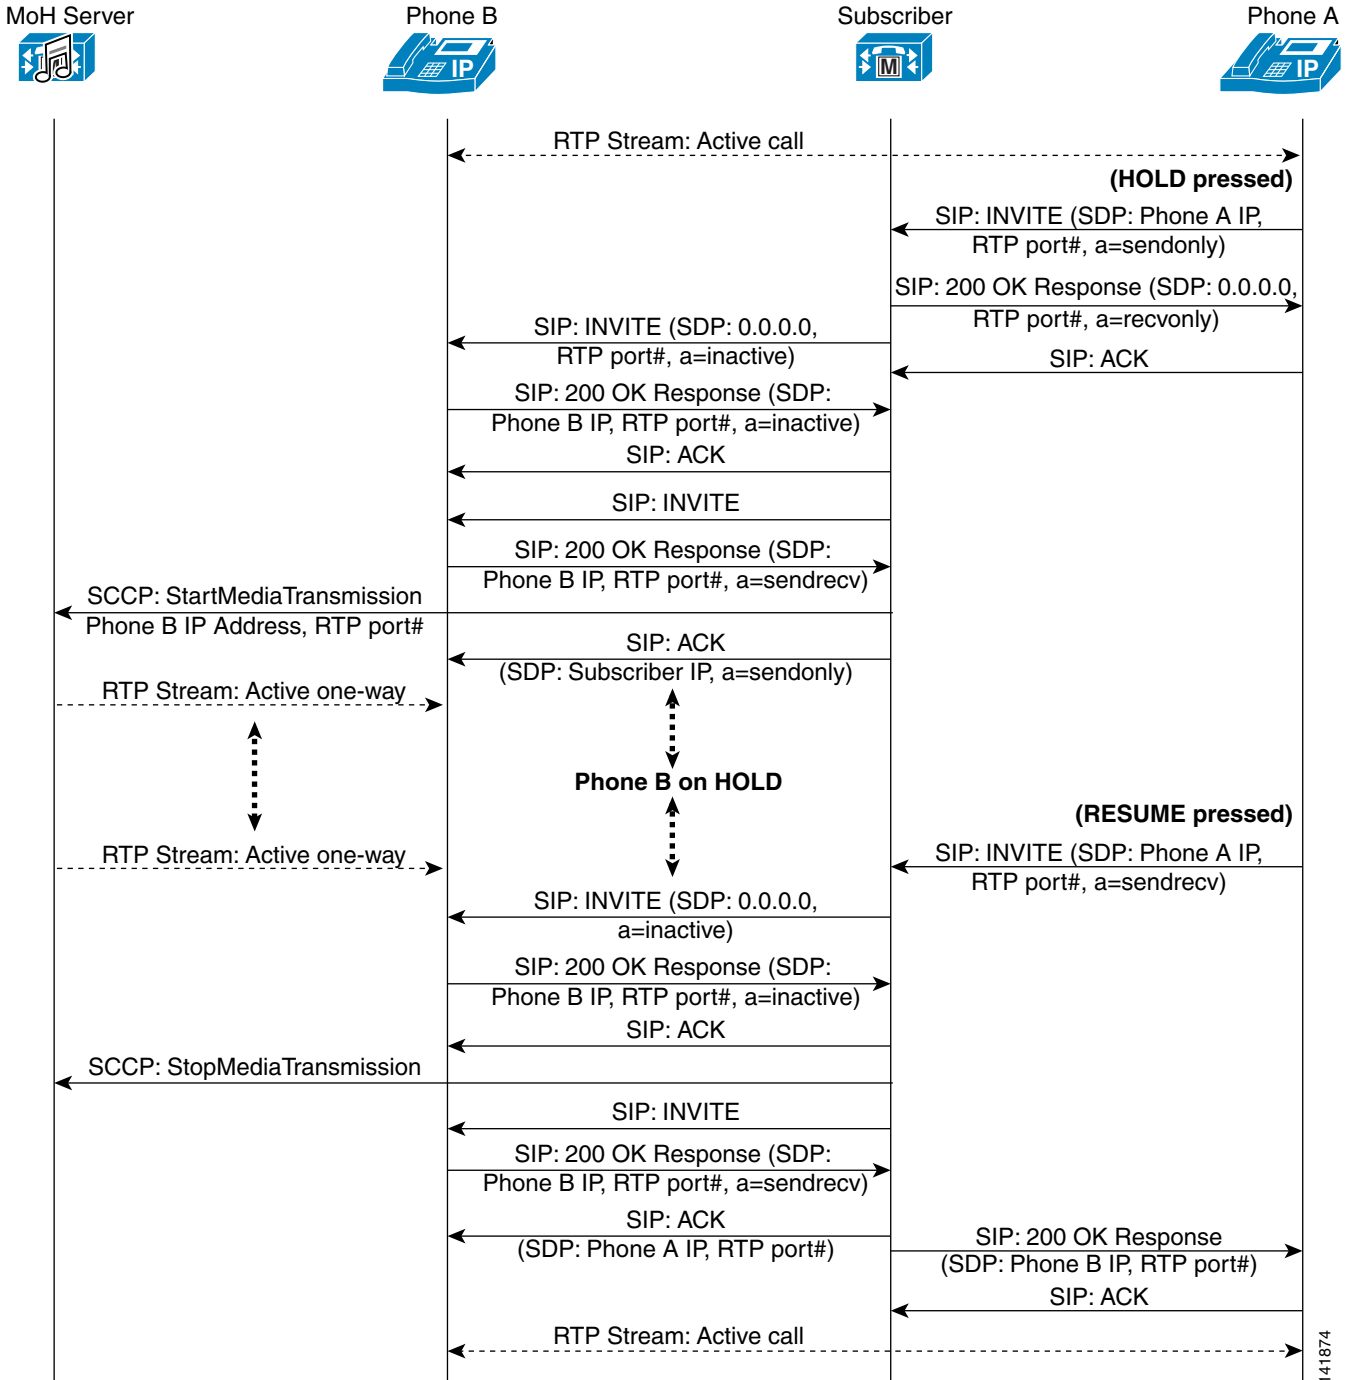 MoH Server
Phone B
Subscriber
Phone A
IP
M
IP
RTP Stream: Active call
(HOLD pressed)
SIP: INVITE (SDP: Phone A IP,
RTP port#, a=sendonly)
SIP: 200 OK Response (SDP: 0.0.0.0,
RTP port#, a=recvonly)
SIP: INVITE (SDP: 0.0.0.0,
RTP port#, a=inactive)
SIP: ACK
SIP: 200 OK Response (SDP:
Phone B IP, RTP port#, a=inactive)
SIP: ACK
SIP: INVITE
SIP: 200 OK Response (SDP:
Phone B IP, RTP port#, a=sendrecv)
SCCP: StartMediaTransmission
Phone B IP Address, RTP port#
SIP: ACK
(SDP: Subscriber IP, a=sendonly)
RTP Stream: Active one-way
Phone B on HOLD
(RESUME pressed)
RTP Stream: Active one-way
SIP: INVITE (SDP: Phone A IP,
RTP port#, a=sendrecv)
SIP: INVITE (SDP: 0.0.0.0,
a=inactive)
SIP: 200 OK Response (SDP:
Phone B IP, RTP port#, a=inactive)
SIP: ACK
SCCP: StopMediaTransmission
SIP: INVITE
SIP: 200 OK Response (SDP:
Phone B IP, RTP port#, a=sendrecv)
SIP: ACK
(SDP: Phone A IP, RTP port#)
SIP: 200 OK Response
(SDP: Phone B IP, RTP port#)
SIP: ACK
RTP Stream: Active call
141874